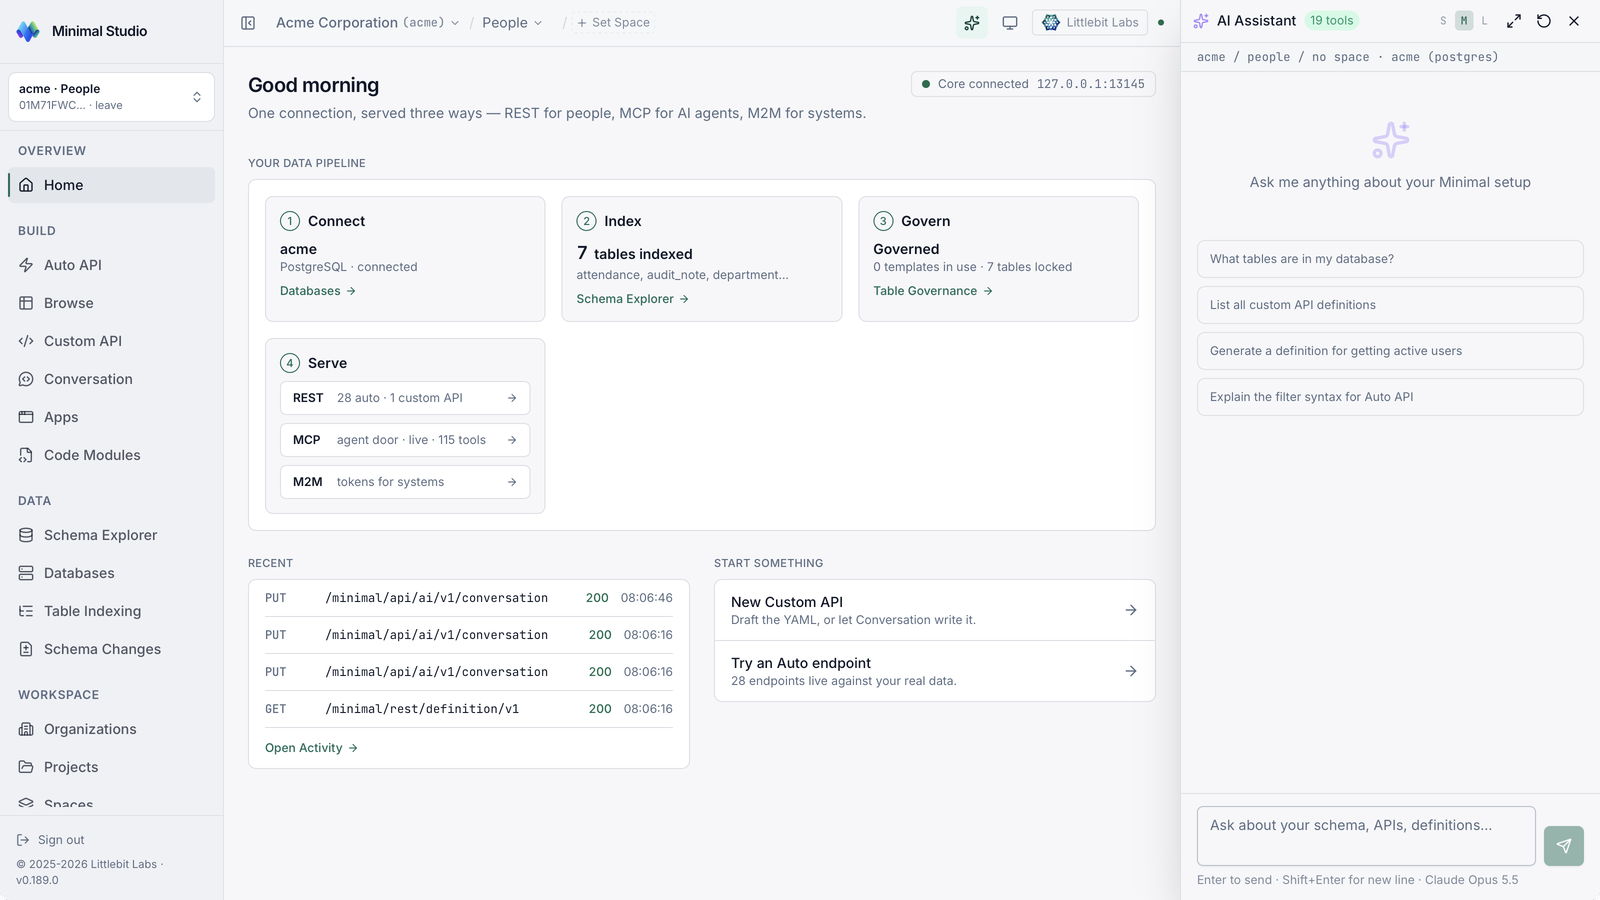 Minimal Studio
acme · People
01M71FWC... · leave
OVERVIEW
Home
BUILD
Auto API
Browse
Custom API
Conversation
Apps
Code Modules
DATA
Schema Explorer
Databases
Table Indexing
Schema Changes
WORKSPACE
Organizations
Projects
Spaces
Sign out
© 2025-2026 Littlebit Labs ·
v0.189.0
Acme Corporation (acme) / People / + Set Space
Littlebit Labs
Good morning
Core connected 127.0.0.1:13145
One connection, served three ways — REST for people, MCP for AI agents, M2M for systems.
YOUR DATA PIPELINE
1 Connect
acme
PostgreSQL · connected
Databases →
2 Index
7 tables indexed
attendance, audit_note, department...
Schema Explorer →
3 Govern
Governed
0 templates in use · 7 tables locked
Table Governance →
4 Serve
REST 28 auto · 1 custom API →
MCP agent door · live · 115 tools →
M2M tokens for systems →
RECENT
PUT /minimal/api/ai/v1/conversation 200 08:06:46
PUT /minimal/api/ai/v1/conversation 200 08:06:16
PUT /minimal/api/ai/v1/conversation 200 08:06:16
GET /minimal/rest/definition/v1 200 08:06:16
Open Activity →
START SOMETHING
New Custom API
Draft the YAML, or let Conversation write it.
Try an Auto endpoint
28 endpoints live against your real data.
AI Assistant 19 tools S M L
acme / people / no space · acme (postgres)
Ask me anything about your Minimal setup
What tables are in my database?
List all custom API definitions
Generate a definition for getting active users
Explain the filter syntax for Auto API
Ask about your schema, APIs, definitions...
Enter to send · Shift+Enter for new line · Claude Opus 5.5